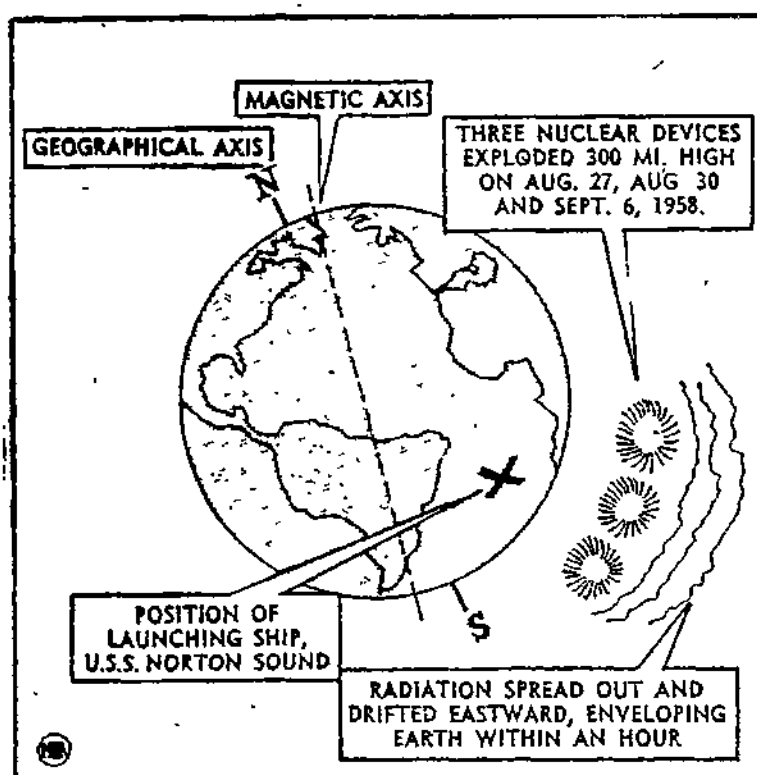 MAGNETIC AXIS
GEOGRAPHICAL AXIS
N
THREE NUCLEAR DEVICES
EXPLODED 300 MI. HIGH
ON AUG. 27, AUG 30
AND SEPT. 6, 1958.
POSITION OF
LAUNCHING SHIP,
U.S.S. NORTON SOUND
S
RADIATION SPREAD OUT AND
DRIFTED EASTWARD, ENVELOPING
EARTH WITHIN AN HOUR